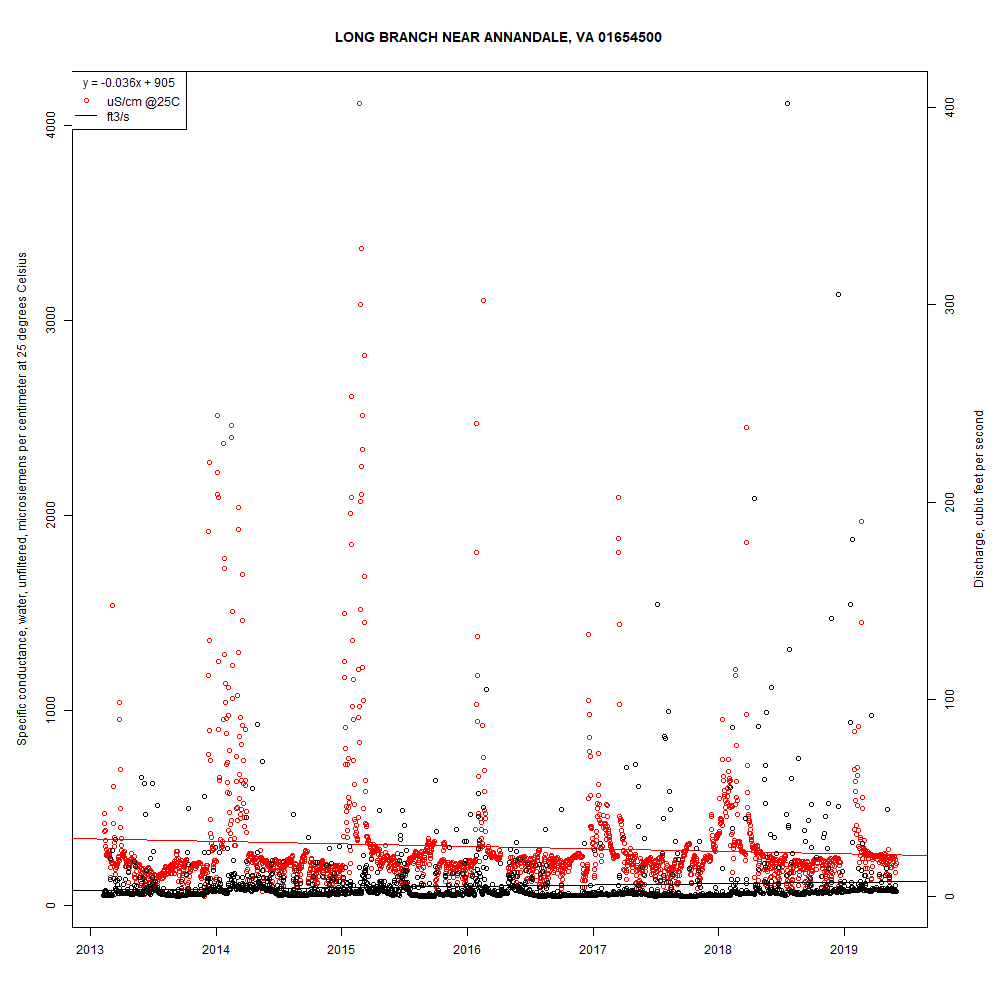 LONG BRANCH NEAR ANNANDALE, VA 01654500
y = -0.036x + 905
uS/cm @25C
ft3/s
Specific conductance, water, unfiltered, microsiemens per centimeter at 25 degrees Celsius
4000
3000
2000
1000
0
400
300
200
100
0
Discharge, cubic feet per second
2013 2014 2015 2016 2017 2018 2019